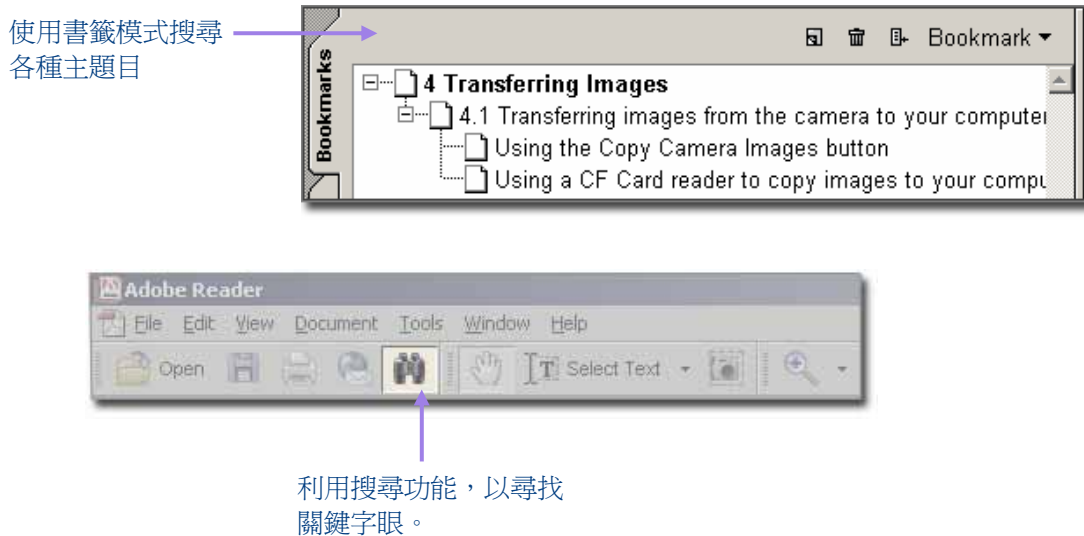 使用書籤模式搜尋
各種主題目
Bookmark
Bookmarks
4 Transferring Images
4.1 Transferring images from the camera to your computer
Using the Copy Camera Images button
Using a CF Card reader to copy images to your
Adobe Reader
File Edit View Document Tools Window Help
Open Select Text
利用搜尋功能，以尋找
關鍵字眼。